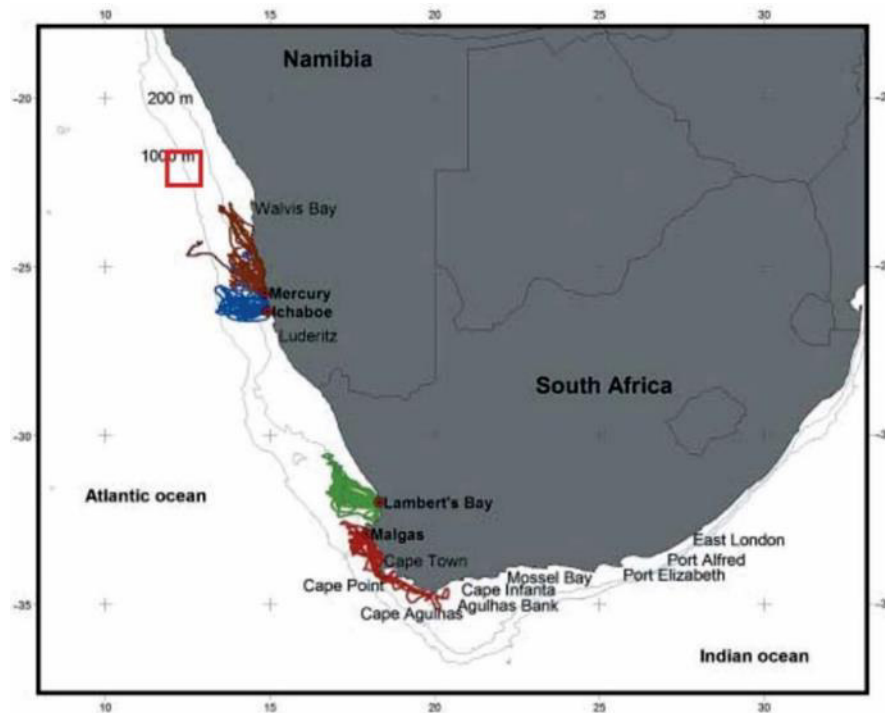 10 15 20 25 30
Namibia
-20
200 m
1000 m
Walvis Bay
-25
Mercury
Ichaboe
Luderitz
South Africa
-30
Atlantic ocean
Lambert's Bay
Malgas
East London
Cape Town
Port Alfred
Mossel Bay
Port Elizabeth
Cape Point
Cape Infanta
Agulhas Bank
Cape Agulhas
-35
Indian ocean
10 15 20 25 30